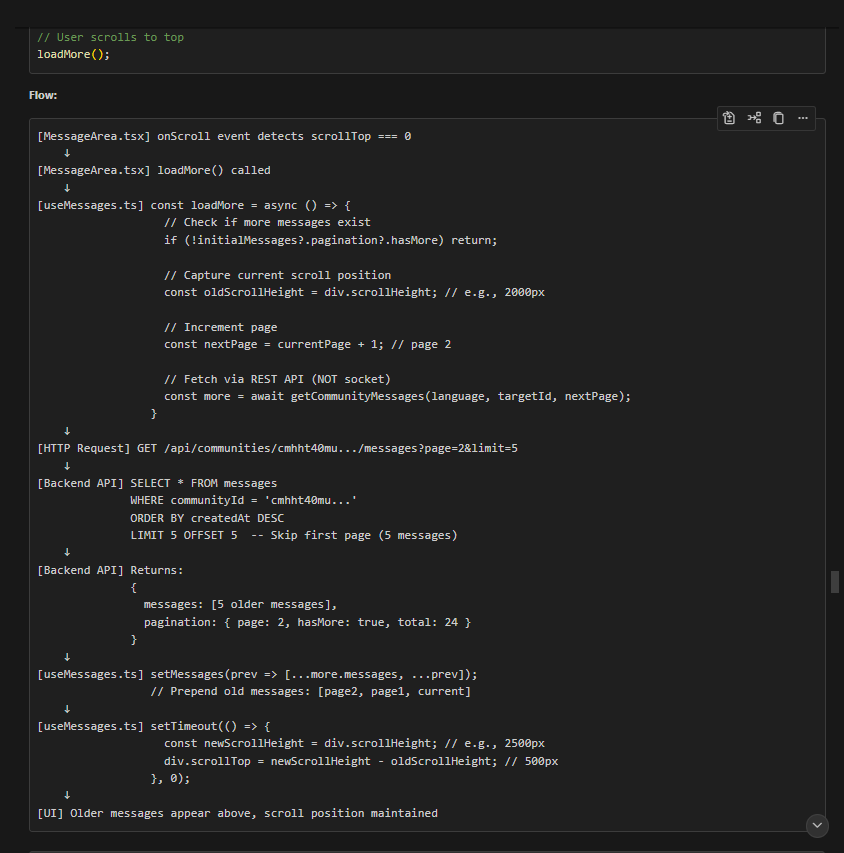 // User scrolls to top
loadMore();
Flow:
[MessageArea.tsx] onScroll event detects scrollTop === 0
↓
[MessageArea.tsx] loadMore() called
↓
[useMessages.ts] const loadMore = async () => {
// Check if more messages exist
if (!initialMessages?.pagination?.hasMore) return;
// Capture current scroll position
const oldScrollHeight = div.scrollHeight; // e.g., 2000px
// Increment page
const nextPage = currentPage + 1; // page 2
// Fetch via REST API (NOT socket)
const more = await getCommunityMessages(language, targetId, nextPage);
}
↓
[HTTP Request] GET /api/communities/cmhht40mu.../messages?page=2&limit=5
↓
[Backend API] SELECT * FROM messages
WHERE communityId = 'cmhht40mu...'
ORDER BY createdAt DESC
LIMIT 5 OFFSET 5  -- Skip first page (5 messages)
↓
[Backend API] Returns:
{
messages: [5 older messages],
pagination: { page: 2, hasMore: true, total: 24 }
}
↓
[useMessages.ts] setMessages(prev => [...more.messages, ...prev]);
// Prepend old messages: [page2, page1, current]
↓
[useMessages.ts] setTimeout(() => {
const newScrollHeight = div.scrollHeight; // e.g., 2500px
div.scrollTop = newScrollHeight - oldScrollHeight; // 500px
}, 0);
↓
[UI] Older messages appear above, scroll position maintained